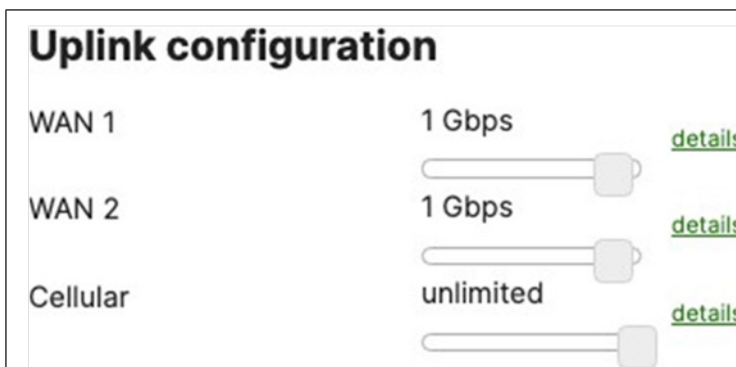 Uplink configuration
WAN 1 1 Gbps details
WAN 2 1 Gbps details
Cellular unlimited details